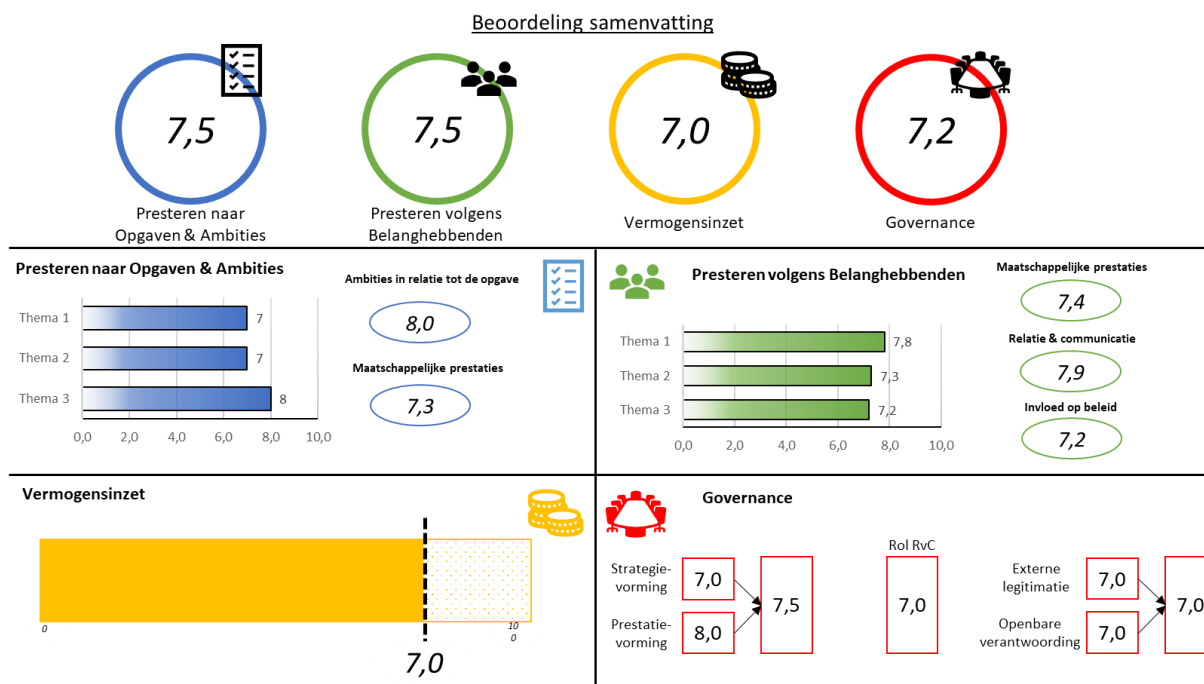 Beoordeling samenvatting
7,5
7,5
7,0
7,2
Presteren naar
Opgaven & Ambities
Presteren volgens
Belanghebbenden
Vermogensinzet
Governance
Presteren naar Opgaven & Ambities
Thema 1
7
Thema 2
7
Thema 3
8
0,0 2,0 4,0 6,0 8,0 10,0
Ambities in relatie tot de opgave
8,0
Maatschappelijke prestaties
7,3
Presteren volgens Belanghebbenden
Thema 1
7,8
Thema 2
7,3
Thema 3
7,2
0,0 2,0 4,0 6,0 8,0 10,0
Maatschappelijke prestaties
7,4
Relatie & communicatie
7,9
Invloed op beleid
7,2
Vermogensinzet
0
10
0
7,0
Governance
Strategie-
vorming
7,0
Prestatie-
vorming
8,0
7,5
Rol RvC
7,0
Externe
legitimatie
7,0
Openbare
verantwoording
7,0
7,0